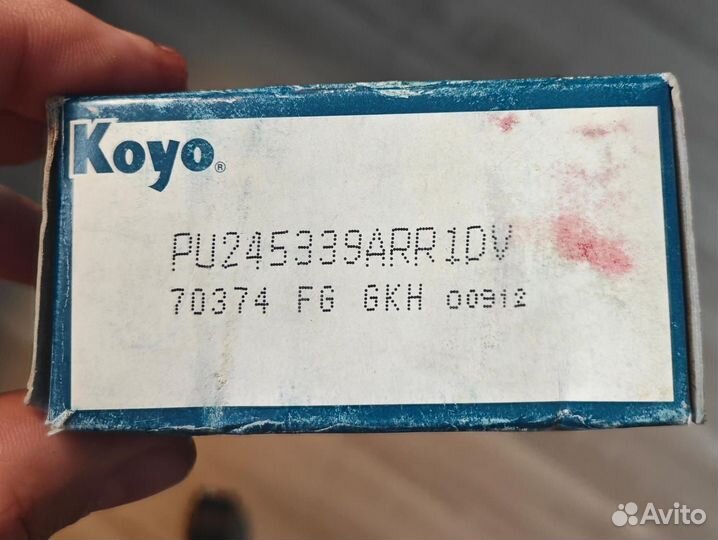 Koyo®
PU245339ARR1DV
70374 FG GKH 00912
Avito